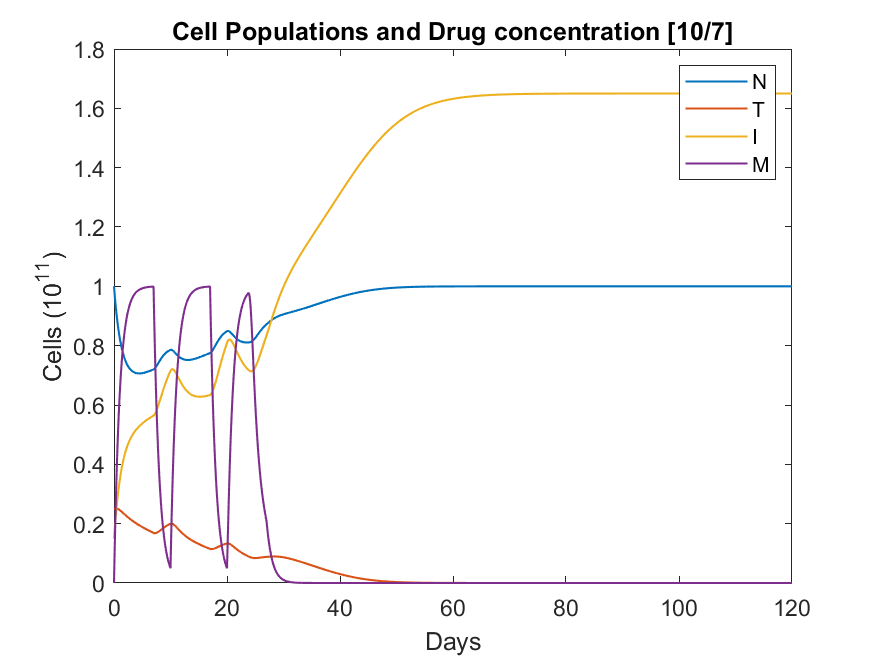 Cell Populations and Drug concentration [10/7]
1.8
1.6
1.4
1.2
1
0.8
0.6
0.4
0.2
0
Cells (10^11)
N
T
I
M
0 20 40 60 80 100 120
Days